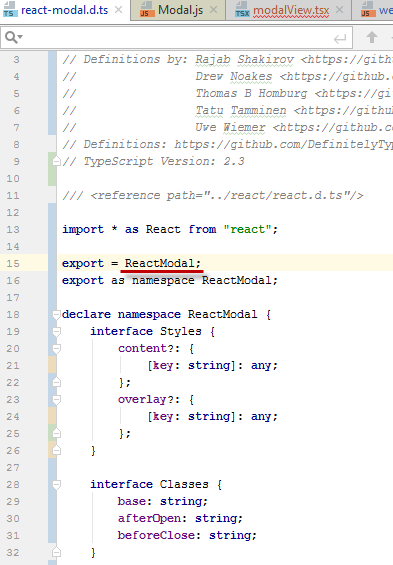 react-modal.d.ts Modal.js modalView.tsx we
3 // Definitions by: Rajab Shakirov <https://gith
4 // Drew Noakes <https://github.
5 // Thomas B Homburg <https://gi
6 // Tatu Tamminen <https://githu
7 // Uwe Wiemer <https://github.co
8 // Definitions: https://github.com/DefinitelyTyp
9 // TypeScript Version: 2.3
10
11 /// <reference path="../react/react.d.ts"/>
12
13 import * as React from "react";
14
15 export = ReactModal;
16 export as namespace ReactModal;
17
18 declare namespace ReactModal {
19 interface Styles {
20 content?: {
21 [key: string]: any;
22 };
23 overlay?: {
24 [key: string]: any;
25 };
26 }
27
28 interface Classes {
29 base: string;
30 afterOpen: string;
31 beforeClose: string;
32 }